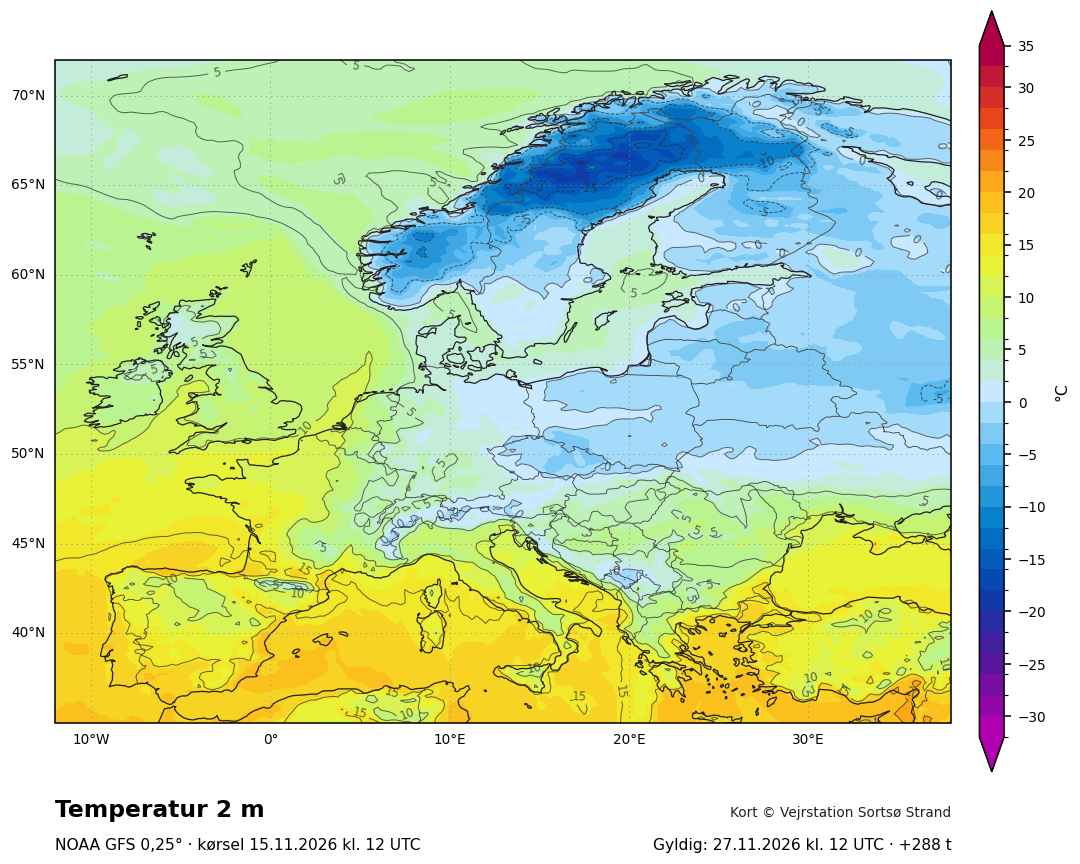 70°N
65°N
60°N
55°N
50°N
45°N
40°N
10°W 0° 10°E 20°E 30°E
35
30
25
20
15
10
5
0
−5
−10
−15
−20
−25
−30
°C
Temperatur 2 m
Kort © Vejrstation Sortsø Strand
NOAA GFS 0,25° · kørsel 15.11.2026 kl. 12 UTC
Gyldig: 27.11.2026 kl. 12 UTC · +288 t